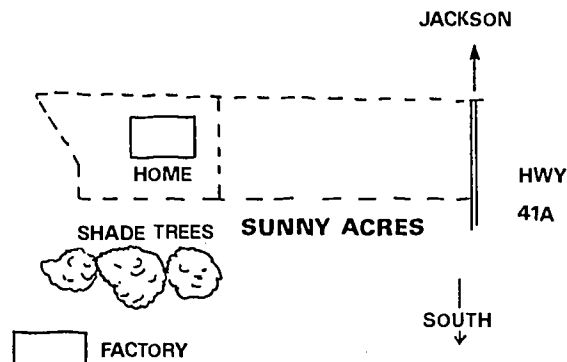 JACKSON
HOME
HWY
41A
SHADE TREES
SUNNY ACRES
SOUTH
FACTORY